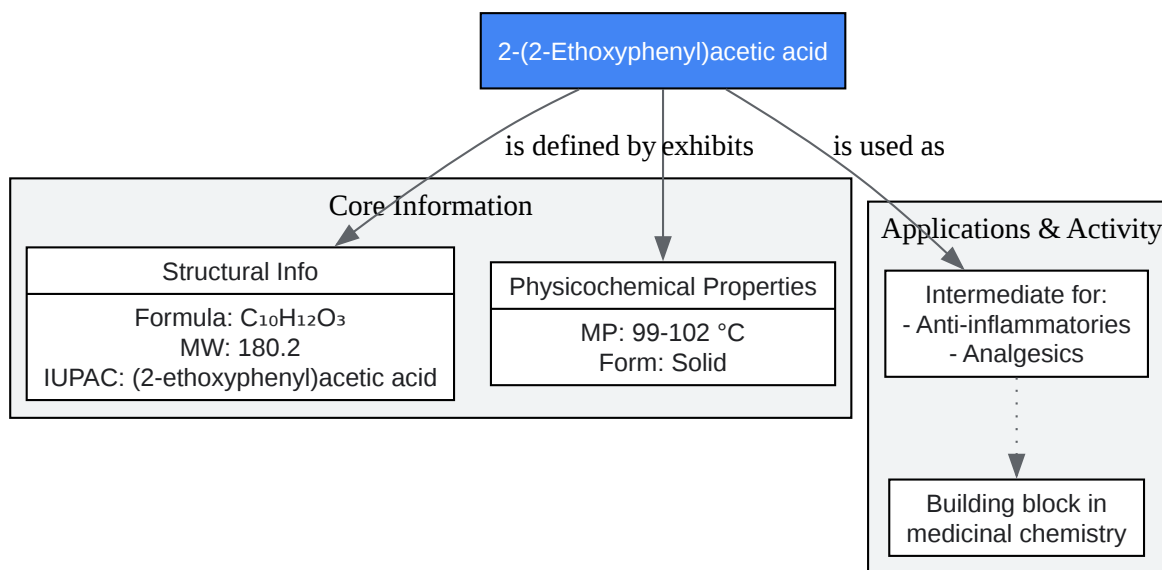 2-(2-Ethoxyphenyl)acetic acid
is defined by
exhibits
is used as
Core Information
Structural Info
Formula: C₁₀H₁₂O₃
MW: 180.2
IUPAC: (2-ethoxyphenyl)acetic acid
Physicochemical Properties
MP: 99-102 °C
Form: Solid
Applications & Activity
Intermediate for:
- Anti-inflammatories
- Analgesics
Building block in
medicinal chemistry